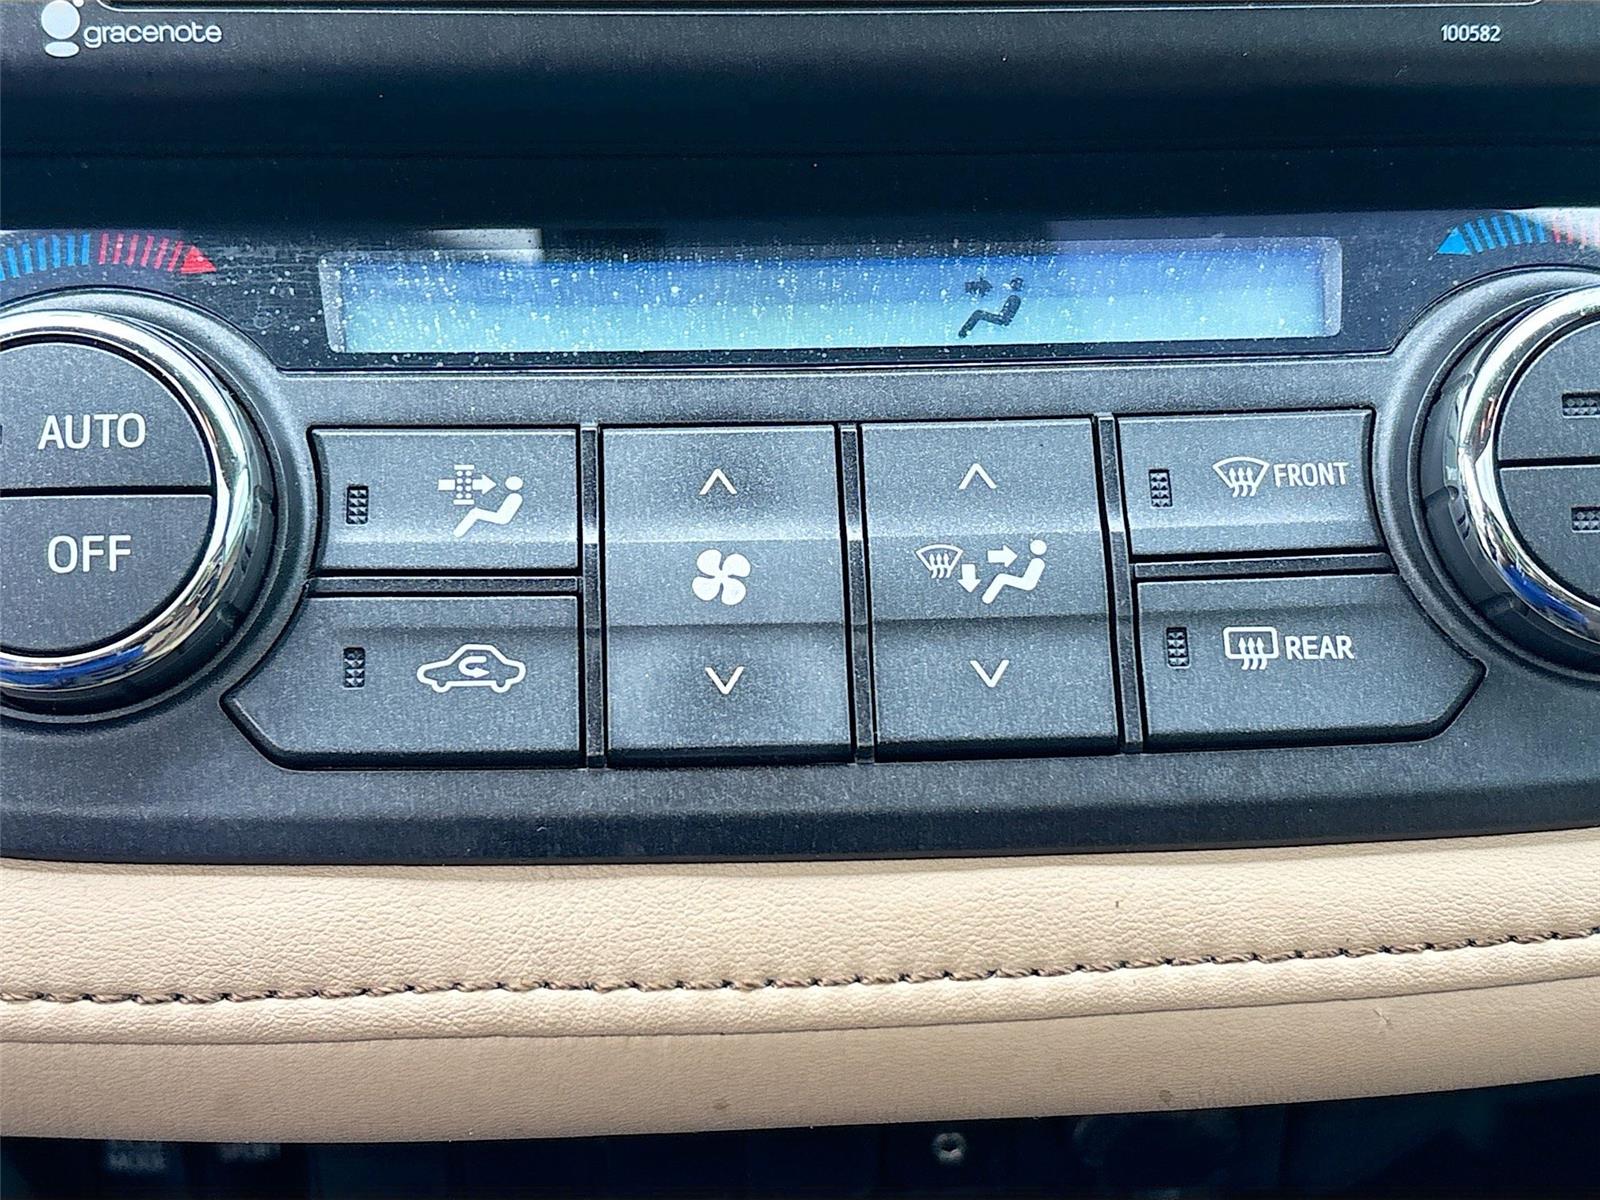 gracenote
100582
AUTO
OFF
FRONT
REAR